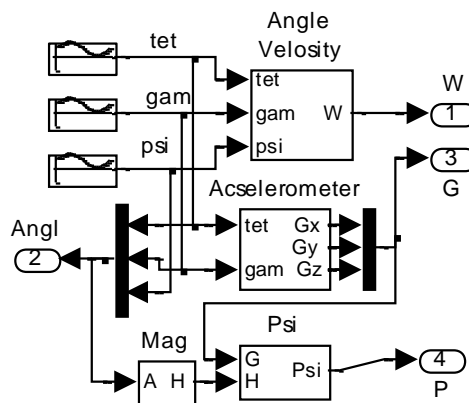 tet
Angle
Velosity
tet
gam
psi
W
gam
psi
W
1
3
G
Acselerometer
tet
gam
Gx
Gy
Gz
Angl
2
Mag
A H
Psi
G
H
Psi
4
P